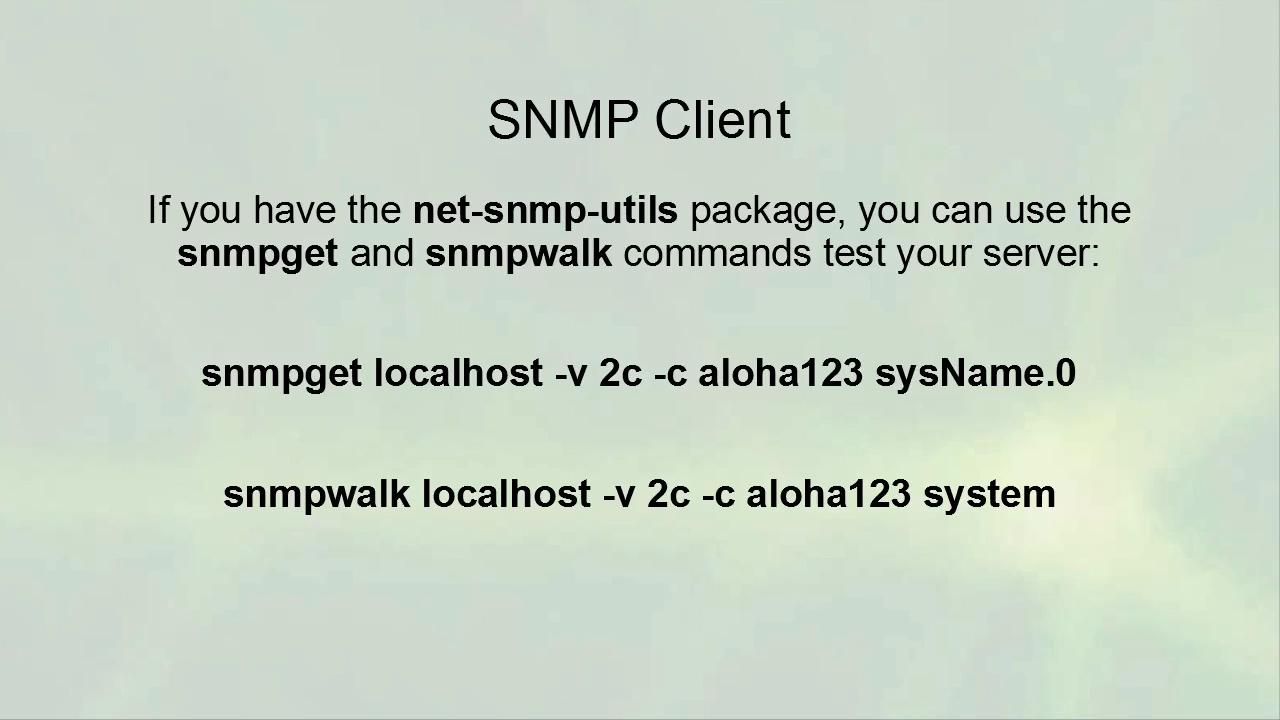 SNMP Client
If you have the net-snmp-utils package, you can use the
snmpget and snmpwalk commands test your server:
snmpget localhost -v 2c -c aloha123 sysName.0
snmpwalk localhost -v 2c -c aloha123 system